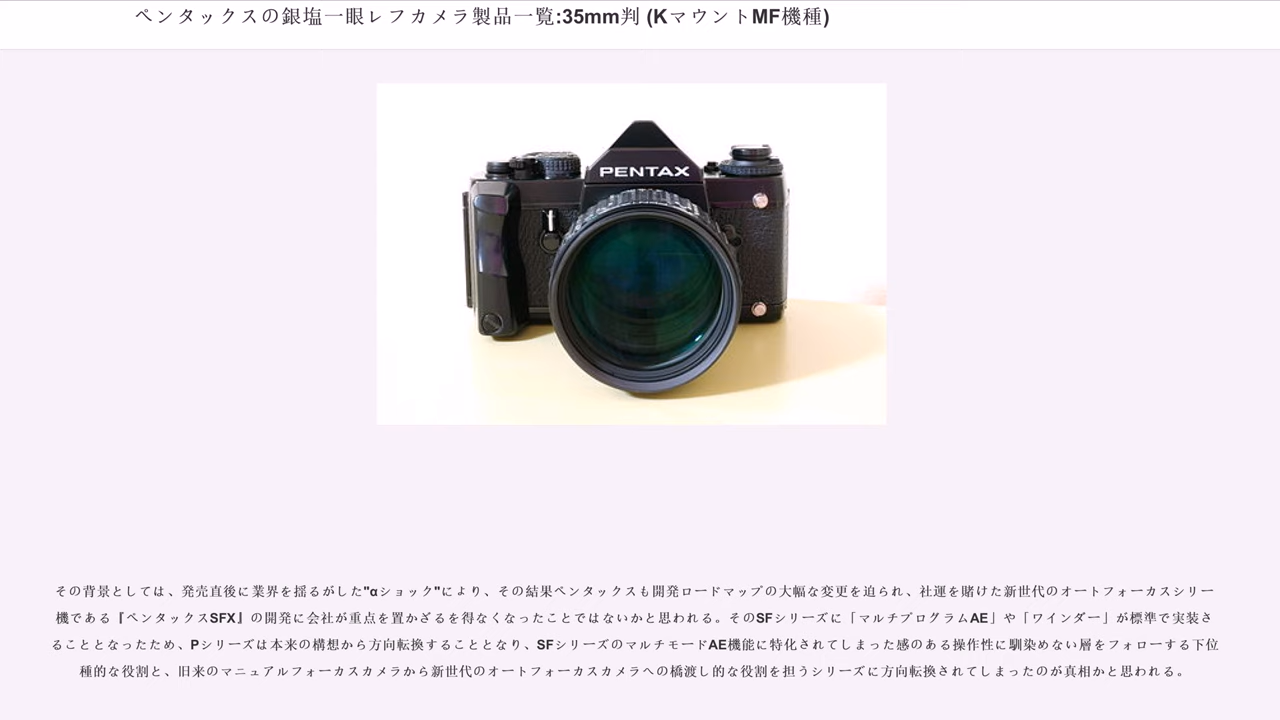 ペンタックスの銀塩一眼レフカメラ製品一覧:35mm判 (KマウントMF機種)
PENTAX
その背景としては、発売直後に業界を揺るがした"αショック"により、その結果ペンタックスも開発ロードマップの大幅な変更を迫られ、社運を賭けた新世代のオートフォーカスシリー
機である『ペンタックスSFX』の開発に会社が重点を置かざるを得なくなったことではないかと思われる。そのSFシリーズに「マルチプログラムAE」や「ワインダー」が標準で実装さ
ることとなったため、Pシリーズは本来の構想から方向転換することとなり、SFシリーズのマルチモードAE機能に特化されてしまった感のある操作性に馴染めない層をフォローする下位
種的な役割と、旧来のマニュアルフォーカスカメラから新世代のオートフォーカスカメラへの橋渡し的な役割を担うシリーズに方向転換されてしまったのが真相かと思われる。